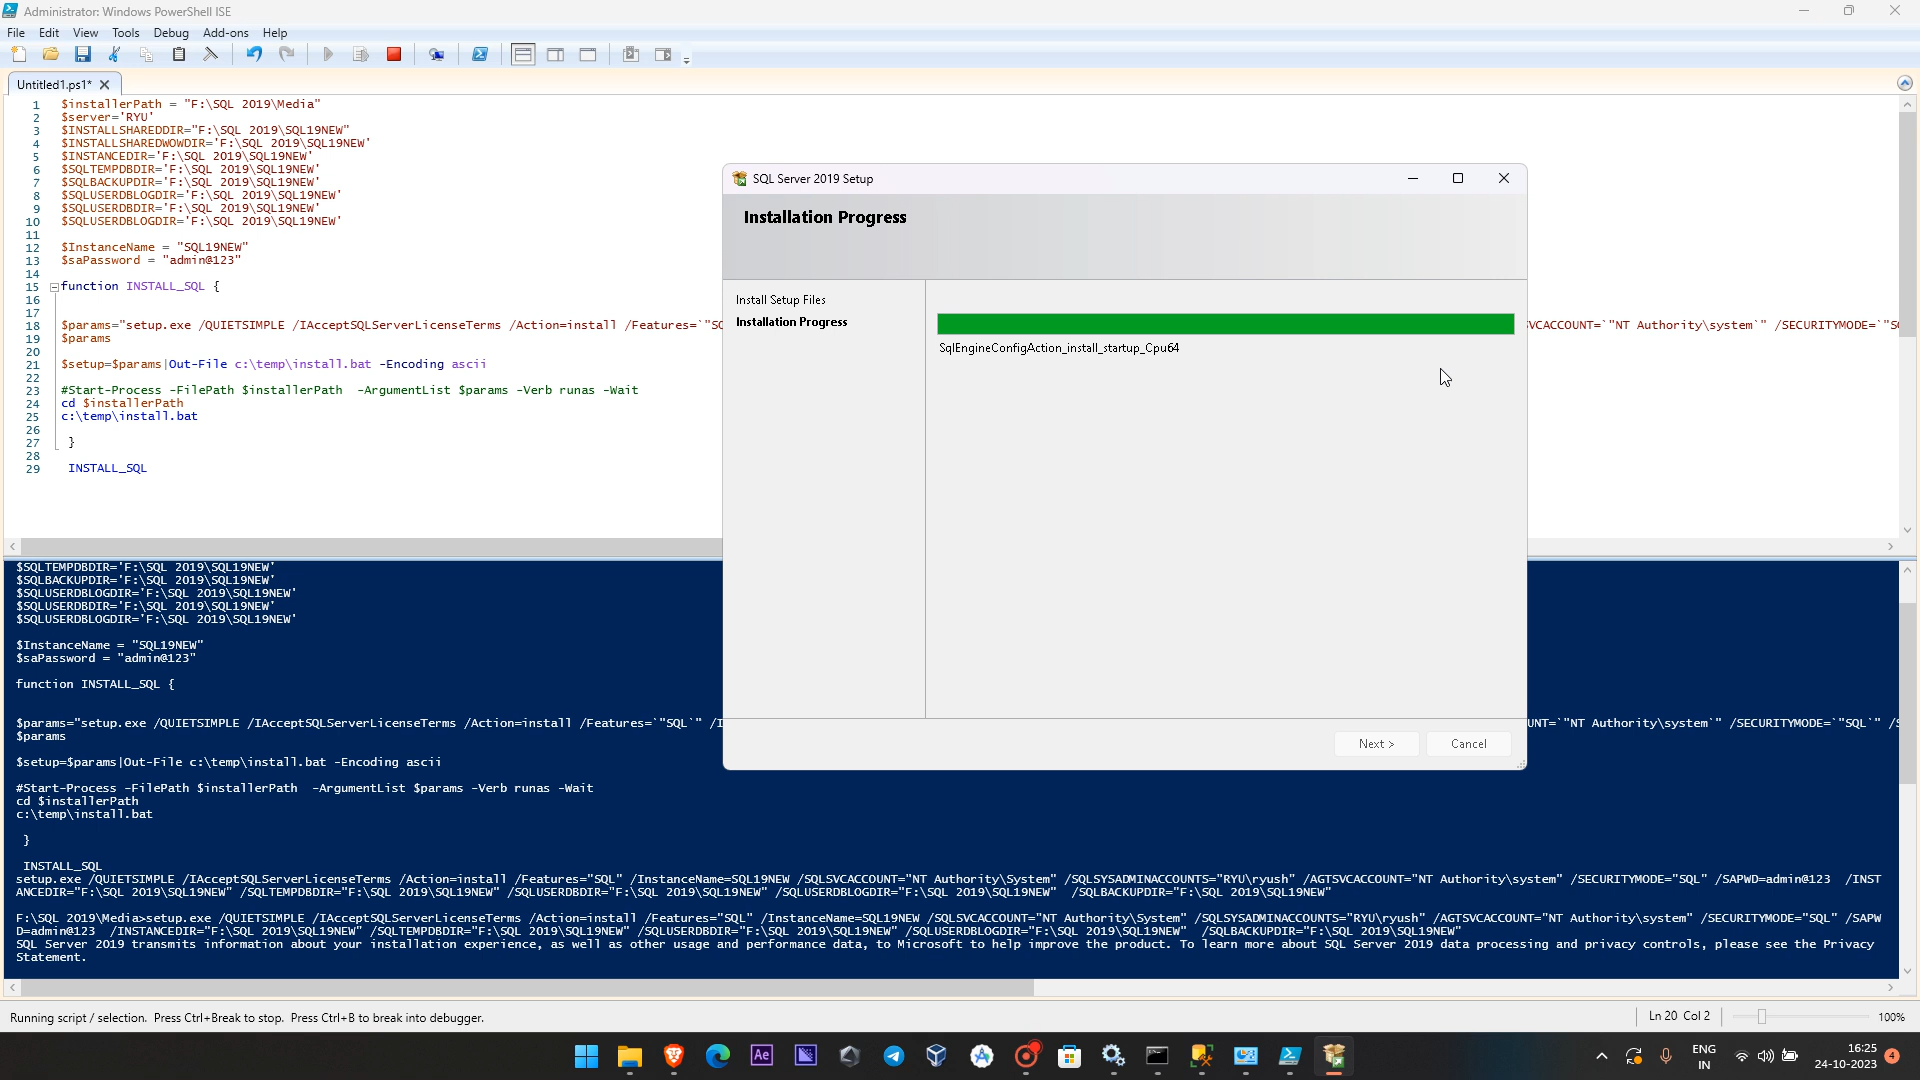 Administrator: Windows PowerShell ISE
File Edit View Tools Debug Add-ons Help
Untitled1.ps1* X
1 $installerPath = "F:\SQL 2019\Media"
2 $server='RYU'
3 $INSTALLSHAREDDIR="F:\SQL 2019\SQL19NEW"
4 $INSTALLSHAREDWOWDIR='F:\SQL 2019\SQL19NEW'
5 $INSTANCEDIR='F:\SQL 2019\SQL19NEW'
6 $SQLTEMPDBDIR='F:\SQL 2019\SQL19NEW'
7 $SQLBACKUPDIR='F:\SQL 2019\SQL19NEW'
8 $SQLUSERDBLOGDIR='F:\SQL 2019\SQL19NEW'
9 $SQLUSERDBDIR='F:\SQL 2019\SQL19NEW'
10 $SQLUSERDBLOGDIR='F:\SQL 2019\SQL19NEW'
11
12 $InstanceName = "SQL19NEW"
13 $saPassword = "admin@123"
14
15 function INSTALL_SQL {
16
17
18 $params="setup.exe /QUIETSIMPLE /IAcceptSQLServerLicenseTerms /Action=install /Features=`"SQ VCACCOUNT=`"NT Authority\system`" /SECURITYMODE=`"SQ
19 $params
20
21 $setup=$params|Out-File c:\temp\install.bat -Encoding ascii
22
23 #Start-Process -FilePath $installerPath -ArgumentList $params -Verb runas -Wait
24 cd $installerPath
25 c:\temp\install.bat
26
27 }
28
29 INSTALL_SQL
SQL Server 2019 Setup
Installation Progress
Install Setup Files
Installation Progress
SqlEngineConfigAction_install_startup_Cpu64
Next >
Cancel
$SQLTEMPDBDIR='F:\SQL 2019\SQL19NEW'
$SQLBACKUPDIR='F:\SQL 2019\SQL19NEW'
$SQLUSERDBLOGDIR='F:\SQL 2019\SQL19NEW'
$SQLUSERDBDIR='F:\SQL 2019\SQL19NEW'
$SQLUSERDBLOGDIR='F:\SQL 2019\SQL19NEW'
$InstanceName = "SQL19NEW"
$saPassword = "admin@123"
function INSTALL_SQL {
$params="setup.exe /QUIETSIMPLE /IAcceptSQLServerLicenseTerms /Action=install /Features=`"SQL`" /I UNT=`"NT Authority\system`" /SECURITYMODE=`"SQL`" /S
$params
$setup=$params|Out-File c:\temp\install.bat -Encoding ascii
#Start-Process -FilePath $installerPath -ArgumentList $params -Verb runas -Wait
cd $installerPath
c:\temp\install.bat
}
INSTALL_SQL
setup.exe /QUIETSIMPLE /IAcceptSQLServerLicenseTerms /Action=install /Features="SQL" /InstanceName=SQL19NEW /SQLSVCACCOUNT="NT Authority\System" /SQLSYSADMINACCOUNTS="RYU\ryush" /AGTSVCACCOUNT="NT Authority\system" /SECURITYMODE="SQL" /SAPWD=admin@123 /INST
ANCEDIR="F:\SQL 2019\SQL19NEW" /SQLTEMPDBDIR="F:\SQL 2019\SQL19NEW" /SQLUSERDBDIR="F:\SQL 2019\SQL19NEW" /SQLUSERDBLOGDIR="F:\SQL 2019\SQL19NEW" /SQLBACKUPDIR="F:\SQL 2019\SQL19NEW"
F:\SQL 2019\Media>setup.exe /QUIETSIMPLE /IAcceptSQLServerLicenseTerms /Action=install /Features="SQL" /InstanceName=SQL19NEW /SQLSVCACCOUNT="NT Authority\System" /SQLSYSADMINACCOUNTS="RYU\ryush" /AGTSVCACCOUNT="NT Authority\system" /SECURITYMODE="SQL" /SAPW
D=admin@123 /INSTANCEDIR="F:\SQL 2019\SQL19NEW" /SQLTEMPDBDIR="F:\SQL 2019\SQL19NEW" /SQLUSERDBDIR="F:\SQL 2019\SQL19NEW" /SQLUSERDBLOGDIR="F:\SQL 2019\SQL19NEW" /SQLBACKUPDIR="F:\SQL 2019\SQL19NEW"
SQL Server 2019 transmits information about your installation experience, as well as other usage and performance data, to Microsoft to help improve the product. To learn more about SQL Server 2019 data processing and privacy controls, please see the Privacy
Statement.
Running script / selection. Press Ctrl+Break to stop. Press Ctrl+B to break into debugger.
Ln 20 Col 2
100%
Ae
ENG
IN
16:25
24-10-2023
4